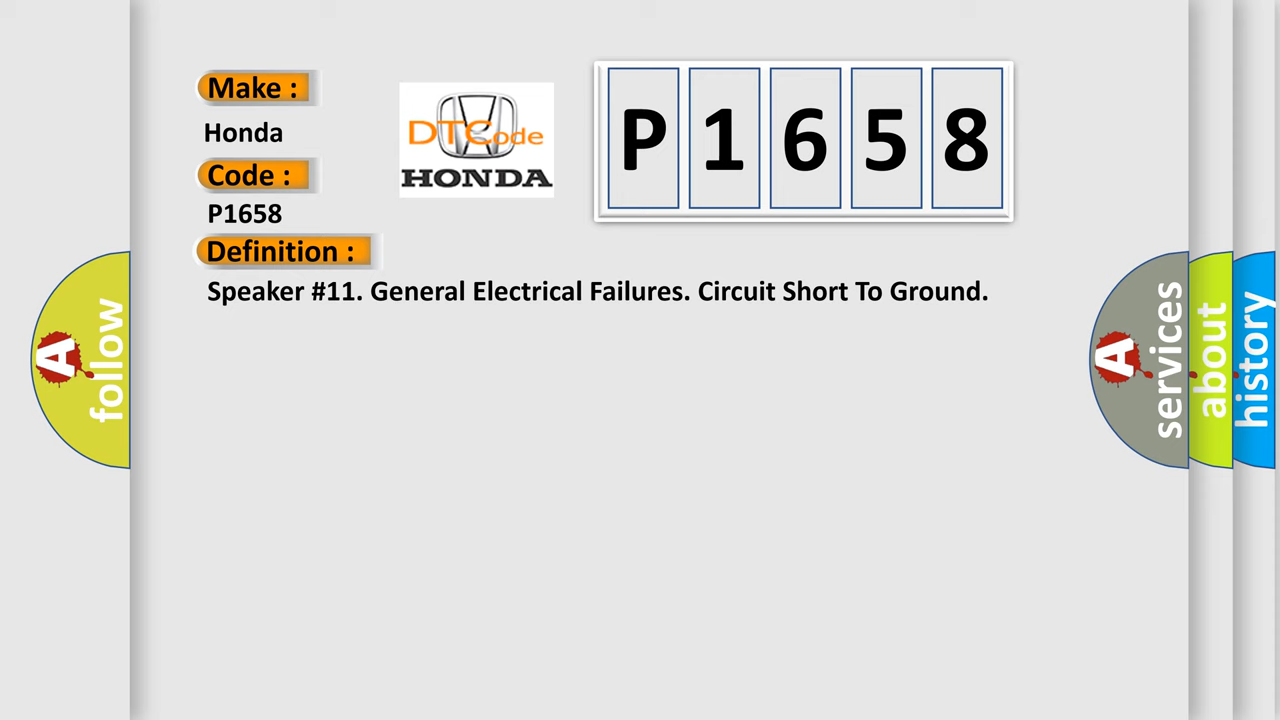 Make :
Honda
Code :
P1658
Definition :
Speaker #11. General Electrical Failures. Circuit Short To Ground.
DTCode
HONDA
P 1 6 5 8
A follow
A services
about
history